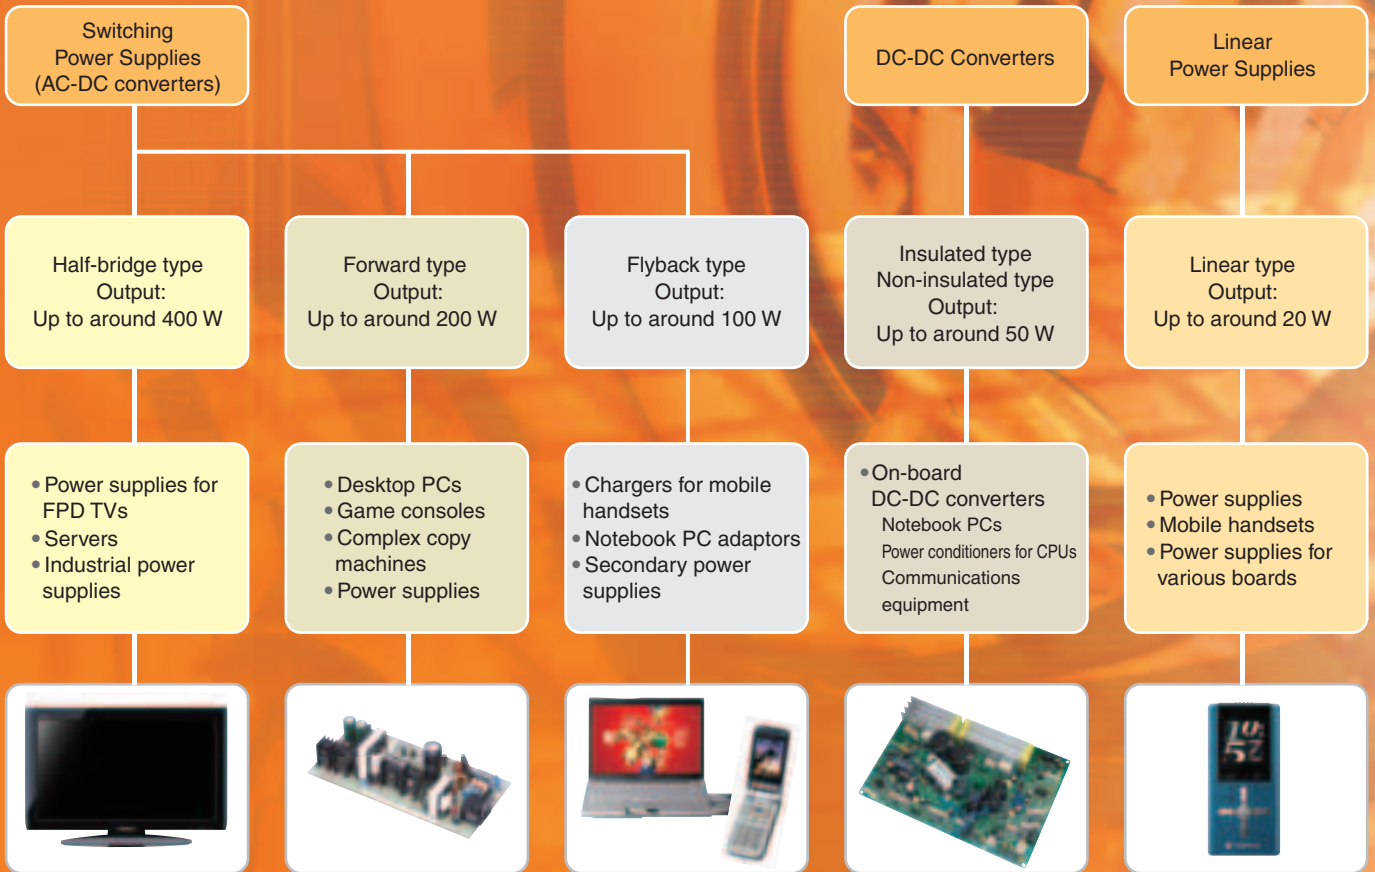 Switching
Power Supplies
(AC-DC converters)
DC-DC Converters
Linear
Power Supplies
Half-bridge type
Output:
Up to around 400 W
Forward type
Output:
Up to around 200 W
Flyback type
Output:
Up to around 100 W
Insulated type
Non-insulated type
Output:
Up to around 50 W
Linear type
Output:
Up to around 20 W
• Power supplies for
FPD TVs
• Servers
• Industrial power
supplies
• Desktop PCs
• Game consoles
• Complex copy
machines
• Power supplies
• Chargers for mobile
handsets
• Notebook PC adaptors
• Secondary power
supplies
• On-board
DC-DC converters
Notebook PCs
Power conditioners for CPUs
Communications
equipment
• Power supplies
• Mobile handsets
• Power supplies for
various boards